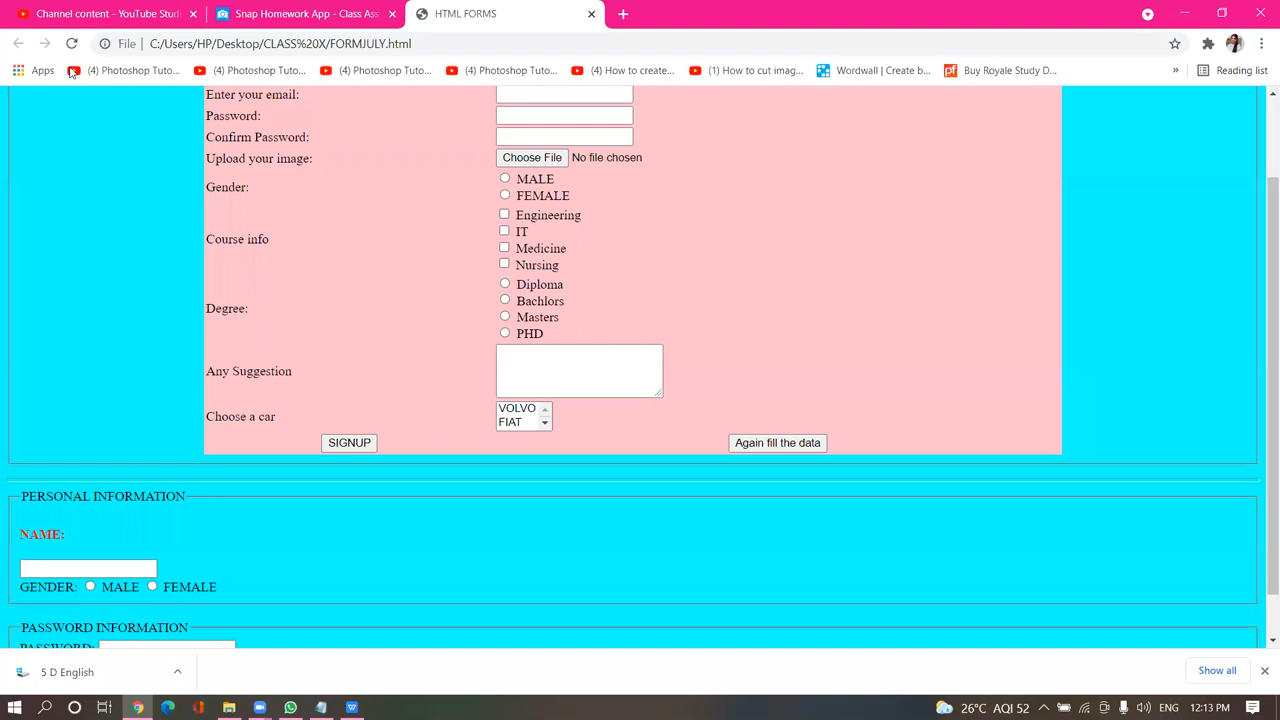 Channel content - YouTube Studi
Snap Homework App - Class Ass
HTML FORMS
File
C:/Users/HP/Desktop/CLASS%20X/FORMJULY.html
Apps
(4) Photoshop Tuto...
(4) Photoshop Tuto...
(4) Photoshop Tuto...
(4) Photoshop Tuto...
(4) How to create...
(1) How to cut imag...
Wordwall | Create b...
Buy Royale Study D...
»
Reading list
Enter your email:
Password:
Confirm Password:
Upload your image:
Choose File No file chosen
Gender:
MALE
FEMALE
Course info
Engineering
IT
Medicine
Nursing
Degree:
Diploma
Bachlors
Masters
PHD
Any Suggestion
Choose a car
VOLVO
FIAT
SIGNUP
Again fill the data
PERSONAL INFORMATION
NAME:
GENDER: MALE FEMALE
PASSWORD INFORMATION
PASSWORD:
5 D English
Show all
26°C AQI 52
ENG
12:13 PM